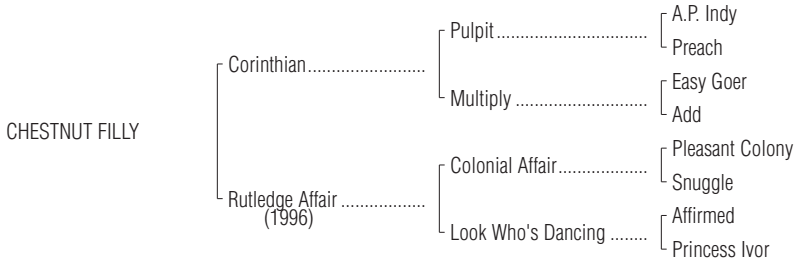 A.P. Indy
Pulpit................................
Preach
Corinthian.........................
Easy Goer
Multiply ............................
Add
CHESTNUT FILLY
Pleasant Colony
Colonial Affair...................
Snuggle
Rutledge Affair ..................
(1996)
Affirmed
Look Who's Dancing ........
Princess Ivor